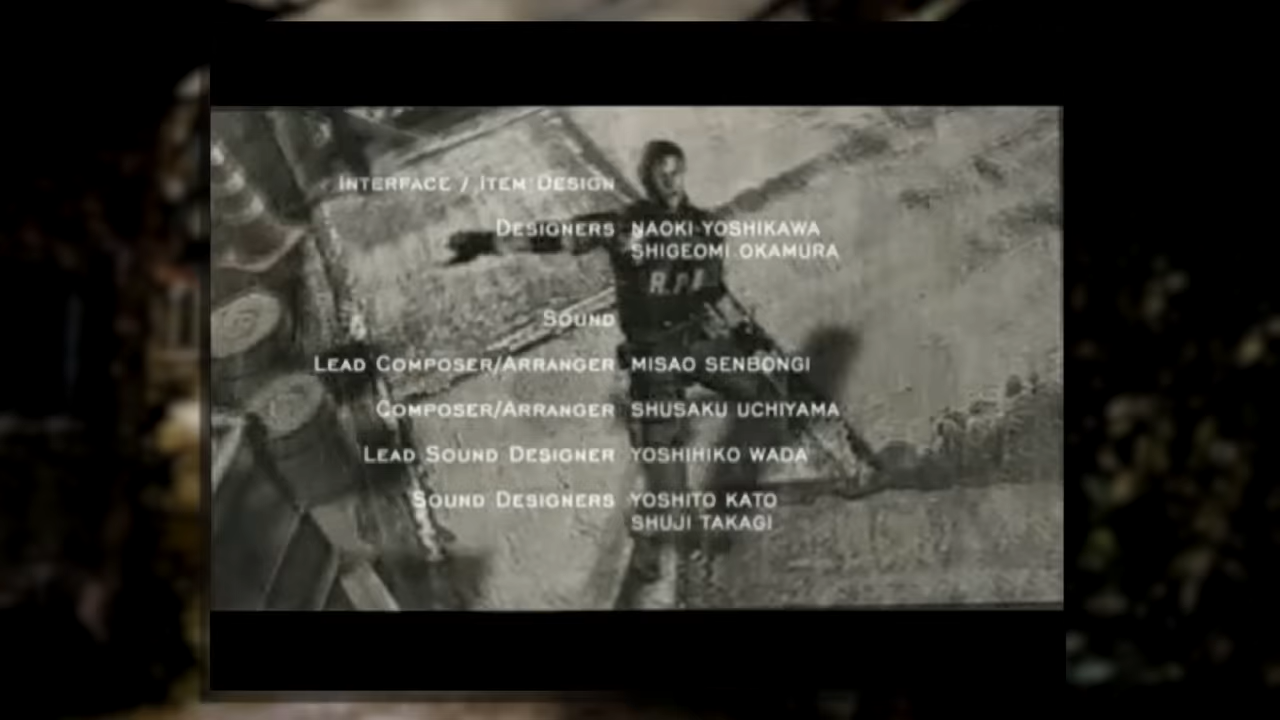 INTERFACE / ITEM DESIGN
DESIGNERS NAOKI YOSHIKAWA
SHIGEOMI OKAMURA
SOUND
LEAD COMPOSER/ARRANGER MISAO SENBONGI
COMPOSER/ARRANGER SHUSAKU UCHIYAMA
LEAD SOUND DESIGNER YOSHIHIKO WADA
SOUND DESIGNERS YOSHITO KATO
SHUJI TAKAGI